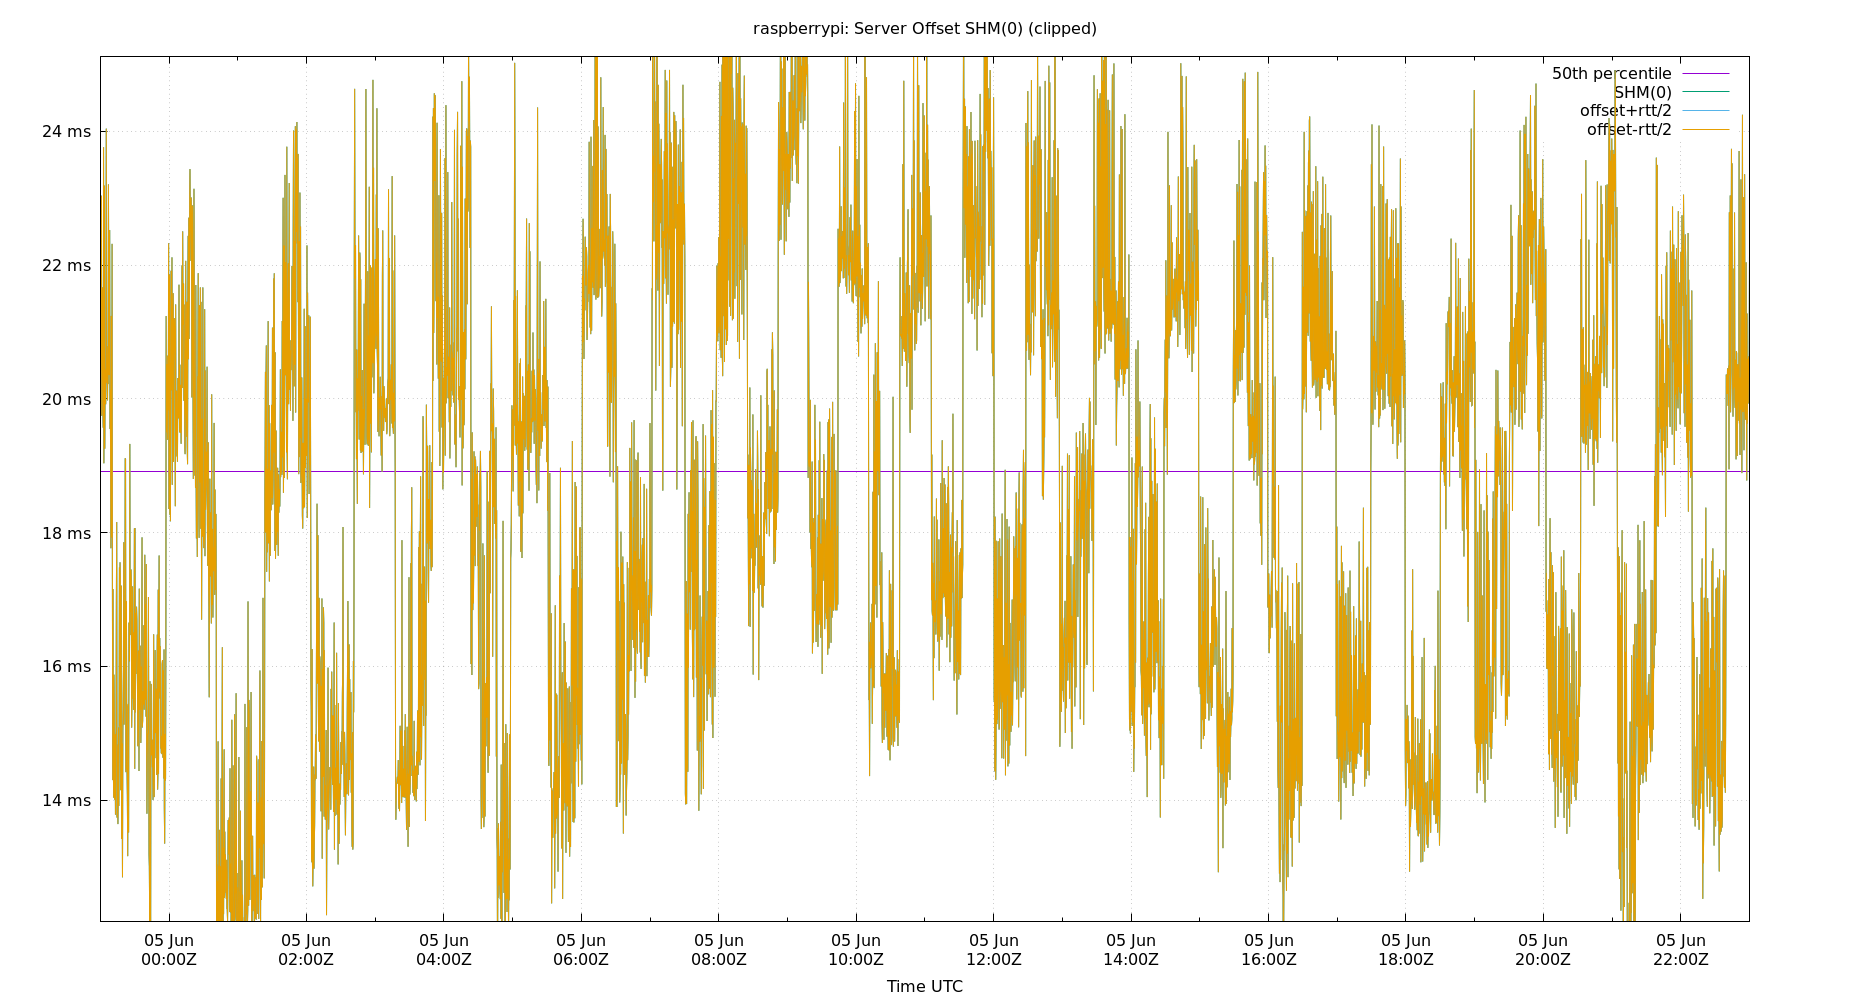 raspberrypi: Server Offset SHM(0) (clipped)
50th percentile
SHM(0)
offset+rtt/2
offset-rtt/2
24 ms
22 ms
20 ms
18 ms
16 ms
14 ms
05 Jun 05 Jun 05 Jun 05 Jun 05 Jun 05 Jun 05 Jun 05 Jun 05 Jun 05 Jun 05 Jun 05 Jun
00:00Z 02:00Z 04:00Z 06:00Z 08:00Z 10:00Z 12:00Z 14:00Z 16:00Z 18:00Z 20:00Z 22:00Z
Time UTC